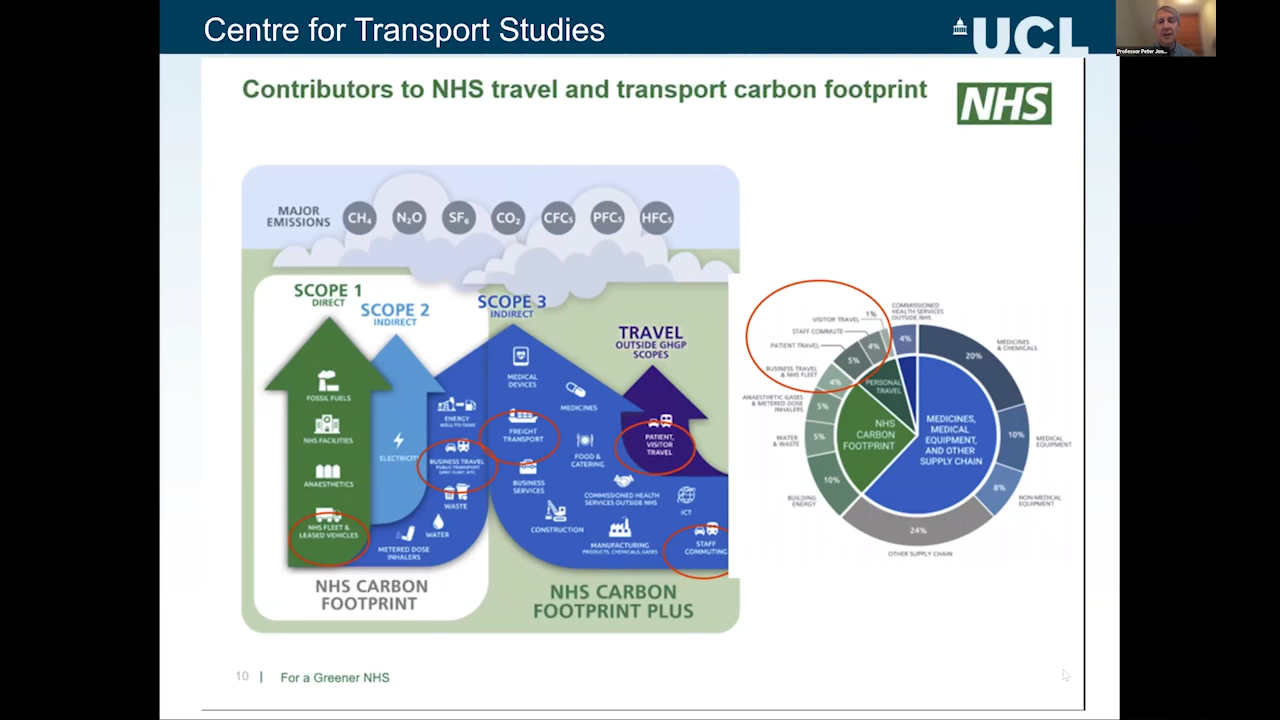 Centre for Transport Studies
UCL
Professor Peter Jon...
Contributors to NHS travel and transport carbon footprint
NHS
MAJOR
EMISSIONS
CH4
N2O
SF6
CO2
CFCs
PFCs
HFCs
SCOPE 1
DIRECT
SCOPE 2
INDIRECT
SCOPE 3
INDIRECT
TRAVEL
OUTSIDE GHGP
SCOPES
FOSSIL FUELS
NHS FACILITIES
ANAESTHETICS
NHS FLEET &
LEASED VEHICLES
ELECTRICITY
ENERGY
WELL-TO-TANK
BUSINESS TRAVEL
PUBLIC TRANSPORT
GREY FLEET, ETC
WASTE
WATER
METERED DOSE
INHALERS
MEDICAL
DEVICES
MEDICINES
FREIGHT
TRANSPORT
FOOD &
CATERING
BUSINESS
SERVICES
COMMISSIONED HEALTH
SERVICES OUTSIDE NHS
ICT
CONSTRUCTION
MANUFACTURING
PRODUCTS, CHEMICALS, GASES
STAFF
COMMUTING
PATIENT,
VISITOR
TRAVEL
NHS CARBON
FOOTPRINT
NHS CARBON
FOOTPRINT PLUS
COMMISSIONED
HEALTH SERVICES
OUTSIDE NHS
4%
VISITOR TRAVEL
1%
STAFF COMMUTE
4%
PATIENT TRAVEL
5%
BUSINESS TRAVEL
& NHS FLEET
4%
ANAESTHETIC GASES
& METERED DOSE
INHALERS
5%
WATER
& WASTE
5%
BUILDING
ENERGY
10%
OTHER SUPPLY CHAIN
24%
NON-MEDICAL
EQUIPMENT
8%
MEDICAL
EQUIPMENT
10%
MEDICINES
& CHEMICALS
20%
PERSONAL
TRAVEL
NHS
CARBON
FOOTPRINT
MEDICINES,
MEDICAL
EQUIPMENT,
AND OTHER
SUPPLY CHAIN
10 | For a Greener NHS